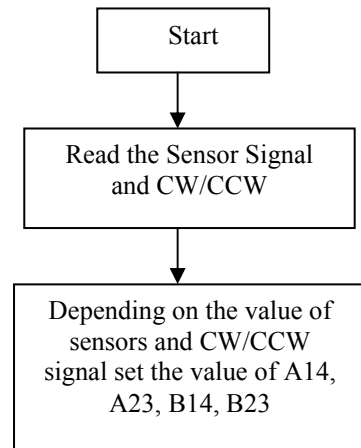 Start
Read the Sensor Signal
and CW/CCW
Depending on the value of
sensors and CW/CCW
signal set the value of A14,
A23, B14, B23